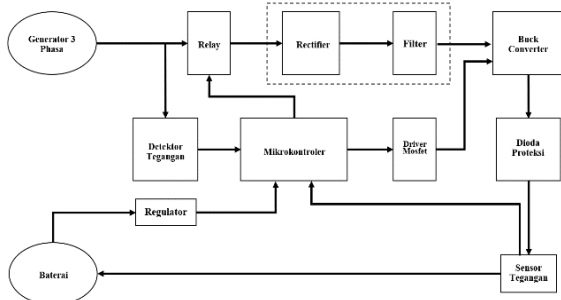 Generator 3
Phasa
Relay
Rectifier
Filter
Buck
Converter
Detektor
Tegangan
Mikrokontroler
Driver
Mosfet
Dioda
Proteksi
Regulator
Baterai
Sensor
Tegangan